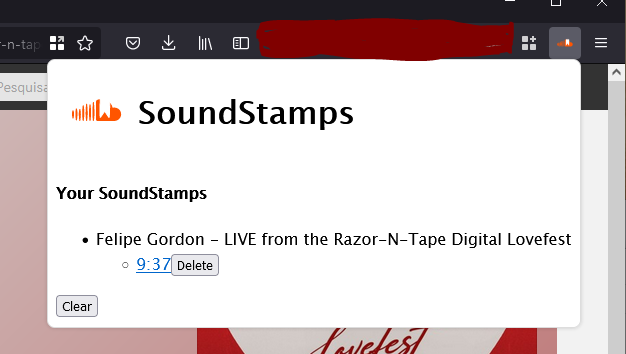 r-n-tap
Pesquisa
SoundStamps
Your SoundStamps
• Felipe Gordon - LIVE from the Razor-N-Tape Digital Lovefest
◦ 9:37 Delete
Clear
Lovefest